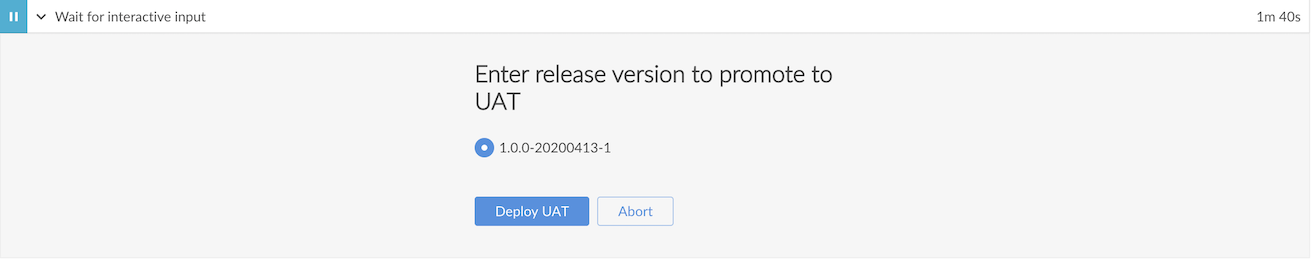 Wait for interactive input 1m 40s
Enter release version to promote to
UAT
1.0.0-20200413-1
Deploy UAT Abort